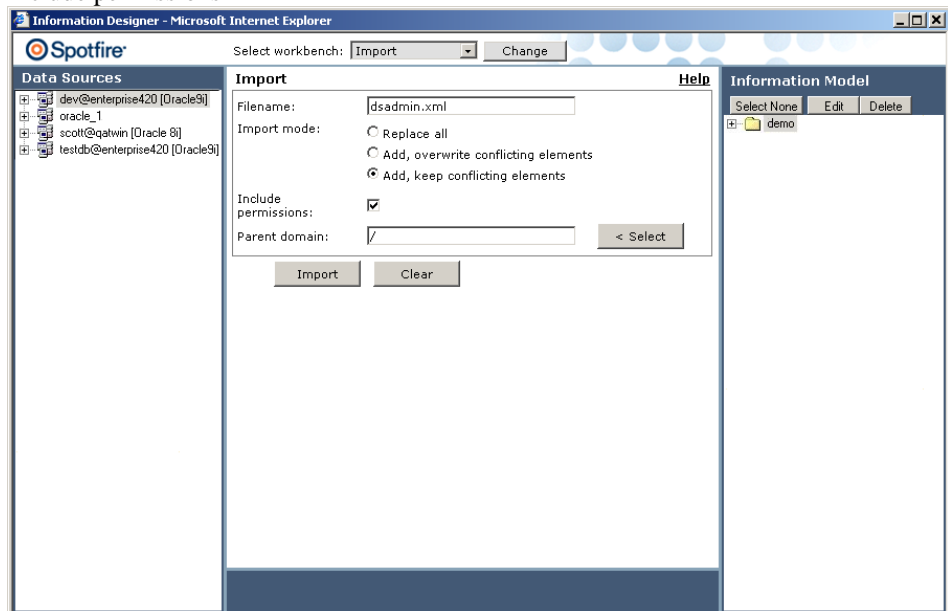 Information Designer - Microsoft Internet Explorer
Spotfire
Select workbench: Import Change
Data Sources
dev@enterprise420 [Oracle9i]
oracle_1
scott@qatwin [Oracle 8i]
testdb@enterprise420 [Oracle9i]
Import Help
Filename: dsadmin.xml
Import mode: Replace all
Add, overwrite conflicting elements
Add, keep conflicting elements
Include
permissions:
Parent domain: / < Select
Import Clear
Information Model
Select None Edit Delete
demo